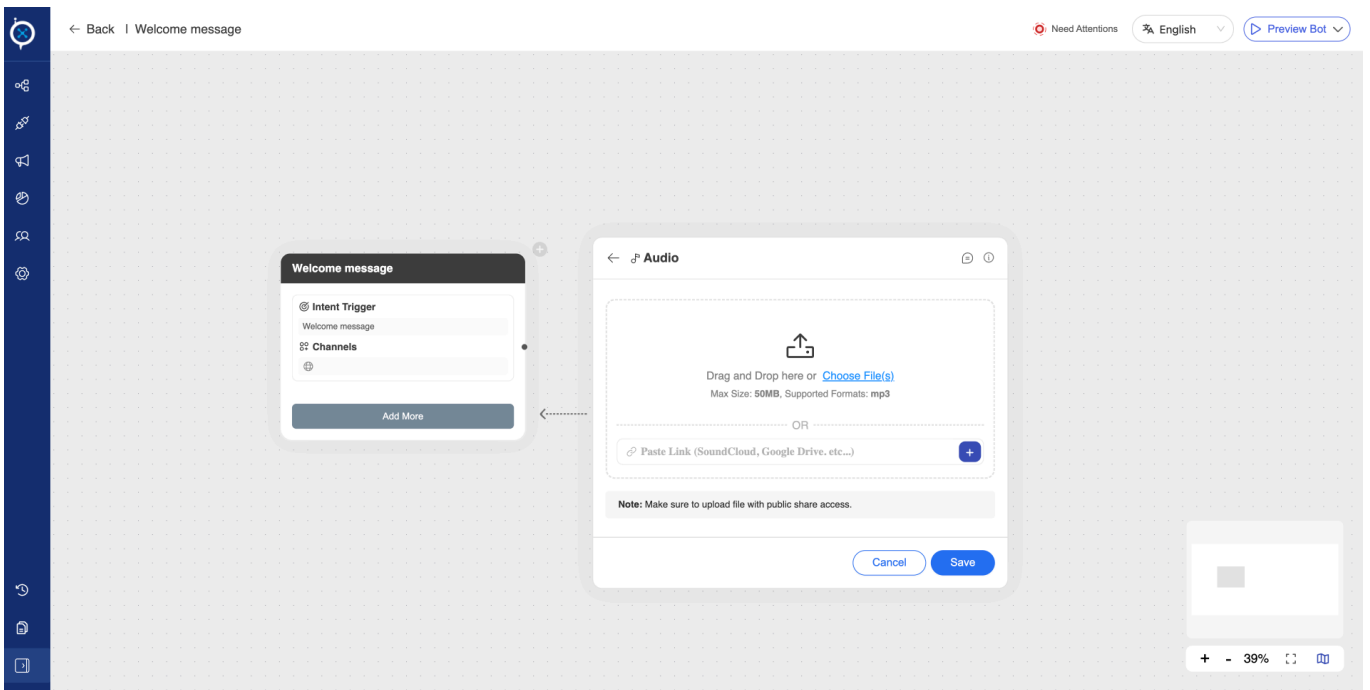 ← Back | Welcome message
Need Attentions
English
Preview Bot
Welcome message
Intent Trigger
Welcome message
Channels
Add More
Audio
Drag and Drop here or Choose File(s)
Max Size: 50MB, Supported Formats: mp3
OR
Paste Link (SoundCloud, Google Drive. etc...)
+
Note: Make sure to upload file with public share access.
Cancel
Save
+ - 39%